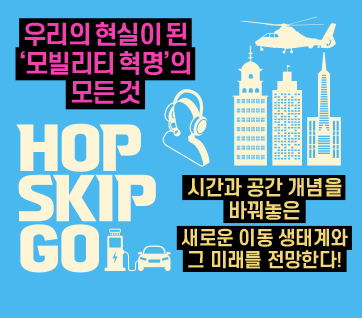 우리의 현실이 된
‘모빌리티 혁명’의
모든 것
HOP
SKIP
GO
시간과 공간 개념을
바꿔놓은
새로운 이동 생태계와
그 미래를 전망한다!